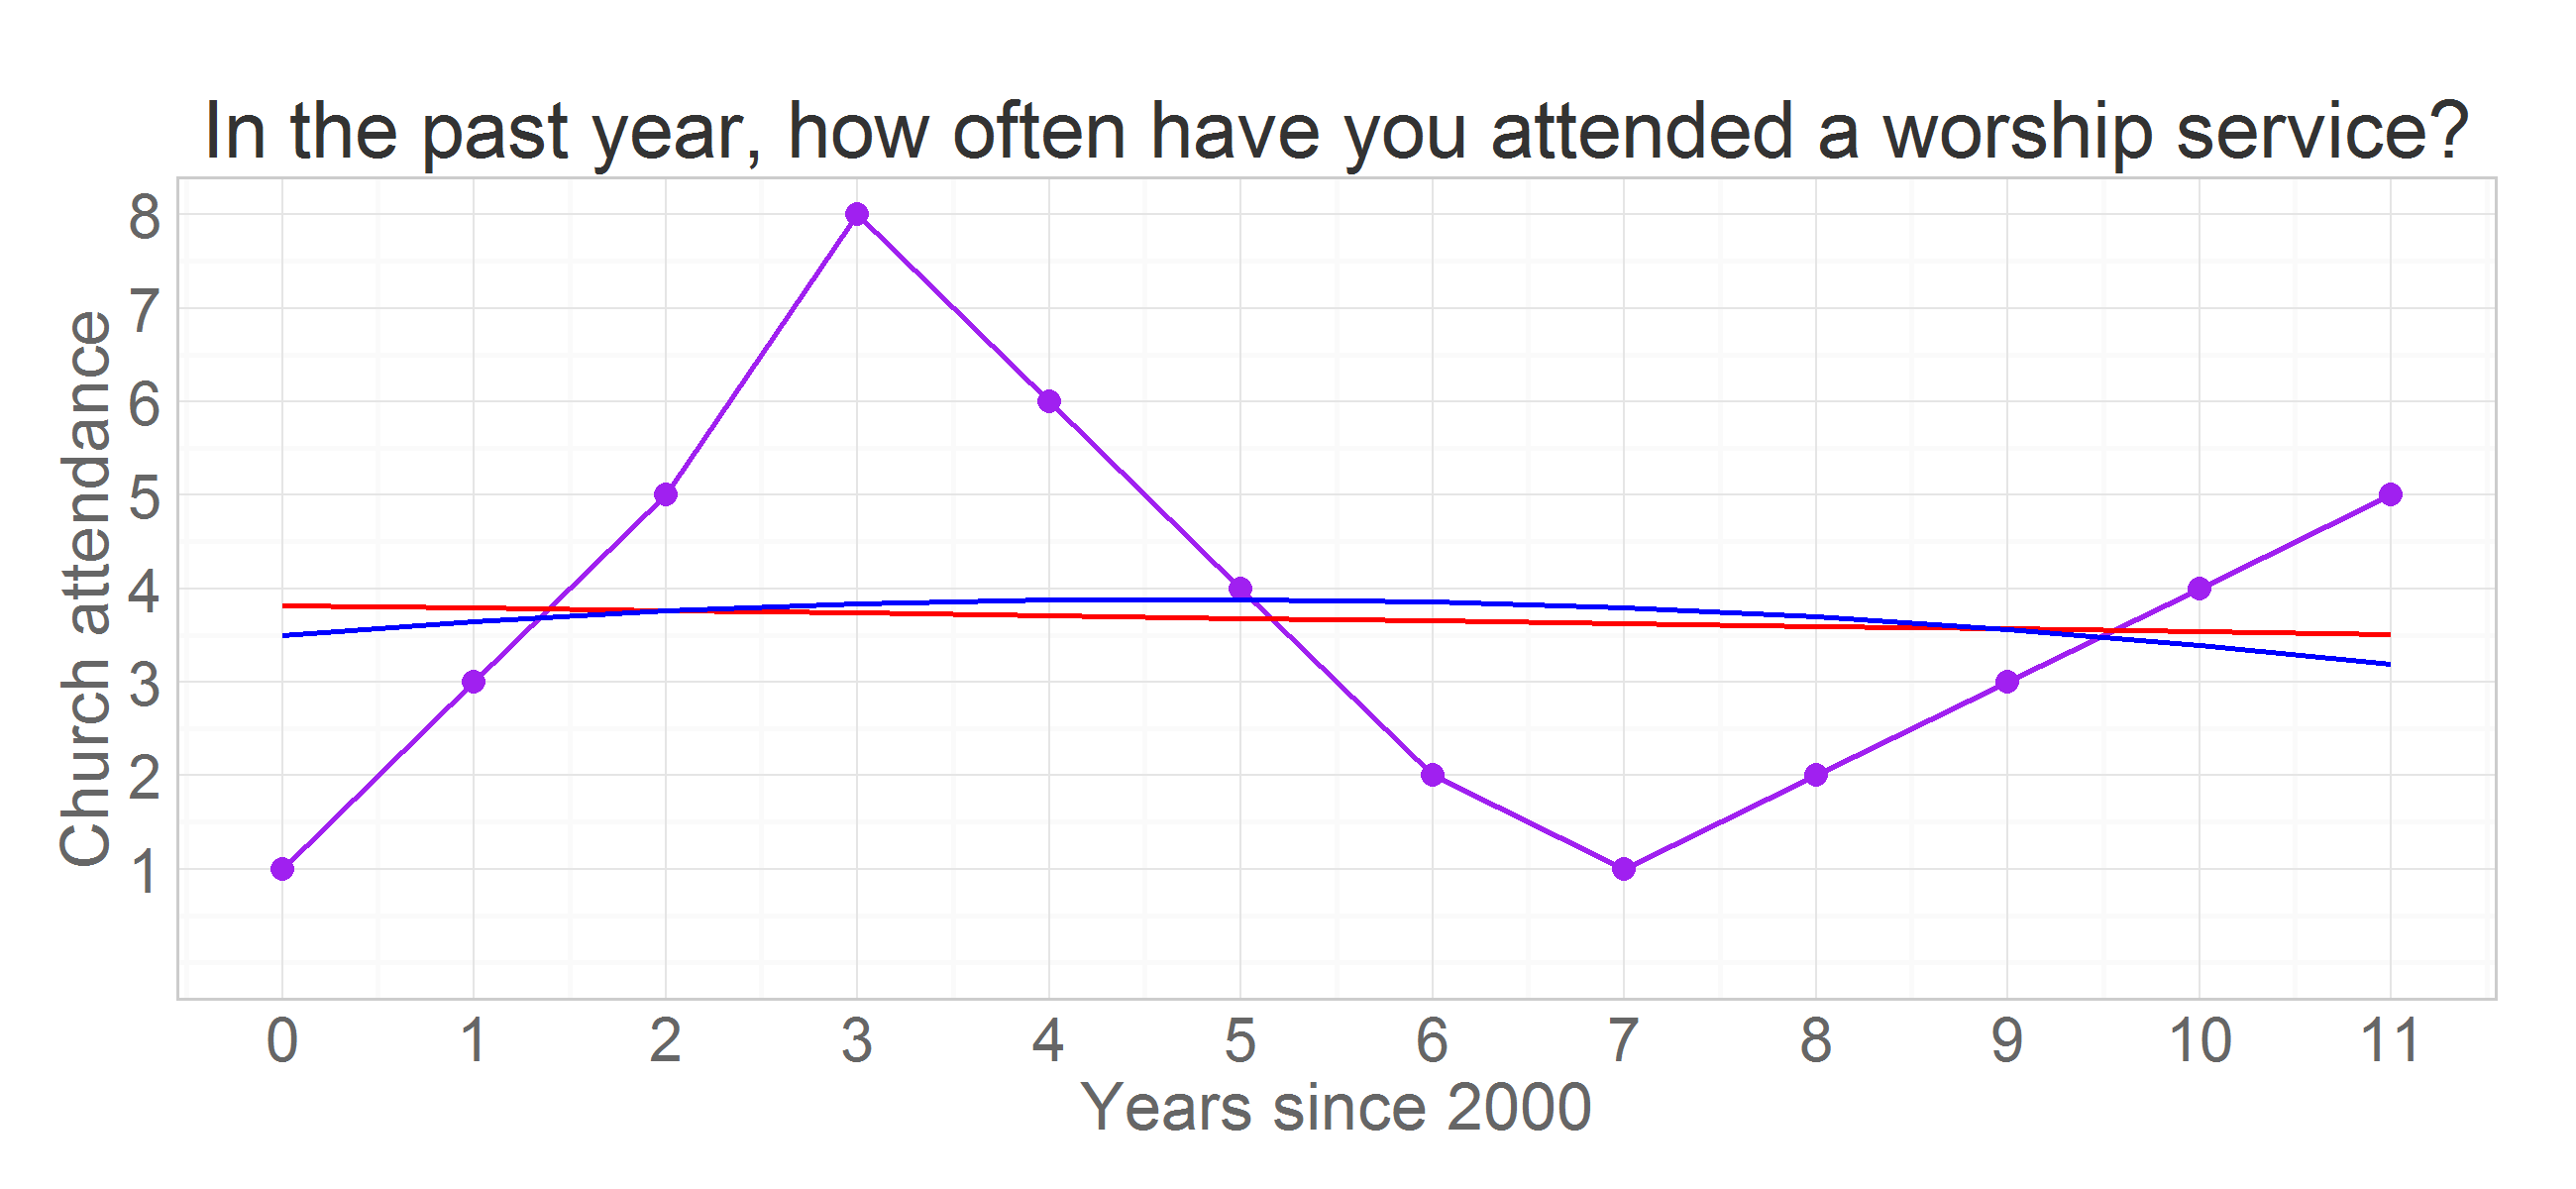 In the past year, how often have you attended a worship service?
Church attendance
8
7
6
5
4
3
2
1
0 1 2 3 4 5 6 7 8 9 10 11
Years since 2000